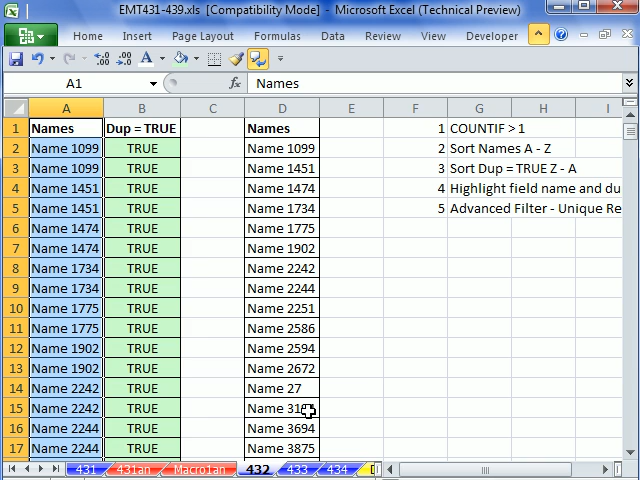 EMT431-439.xls [Compatibility Mode] - Microsoft Excel (Technical Preview)
Home Insert Page Layout Formulas Data Review View Developer
A1 fx Names
A B C D E F G H I
1 Names Dup = TRUE Names 1 COUNTIF > 1
2 Name 1099 TRUE Name 1099 2 Sort Names A - Z
3 Name 1099 TRUE Name 1451 3 Sort Dup = TRUE Z - A
4 Name 1451 TRUE Name 1474 4 Highlight field name and du
5 Name 1451 TRUE Name 1734 5 Advanced Filter - Unique Re
6 Name 1474 TRUE Name 1775
7 Name 1474 TRUE Name 1902
8 Name 1734 TRUE Name 2242
9 Name 1734 TRUE Name 2244
10 Name 1775 TRUE Name 2251
11 Name 1775 TRUE Name 2586
12 Name 1902 TRUE Name 2594
13 Name 1902 TRUE Name 2672
14 Name 2242 TRUE Name 27
15 Name 2242 TRUE Name
16 Name 2244 TRUE Name 3694
17 Name 2244 TRUE Name 3875
431 431an Macro1an 432 433 434